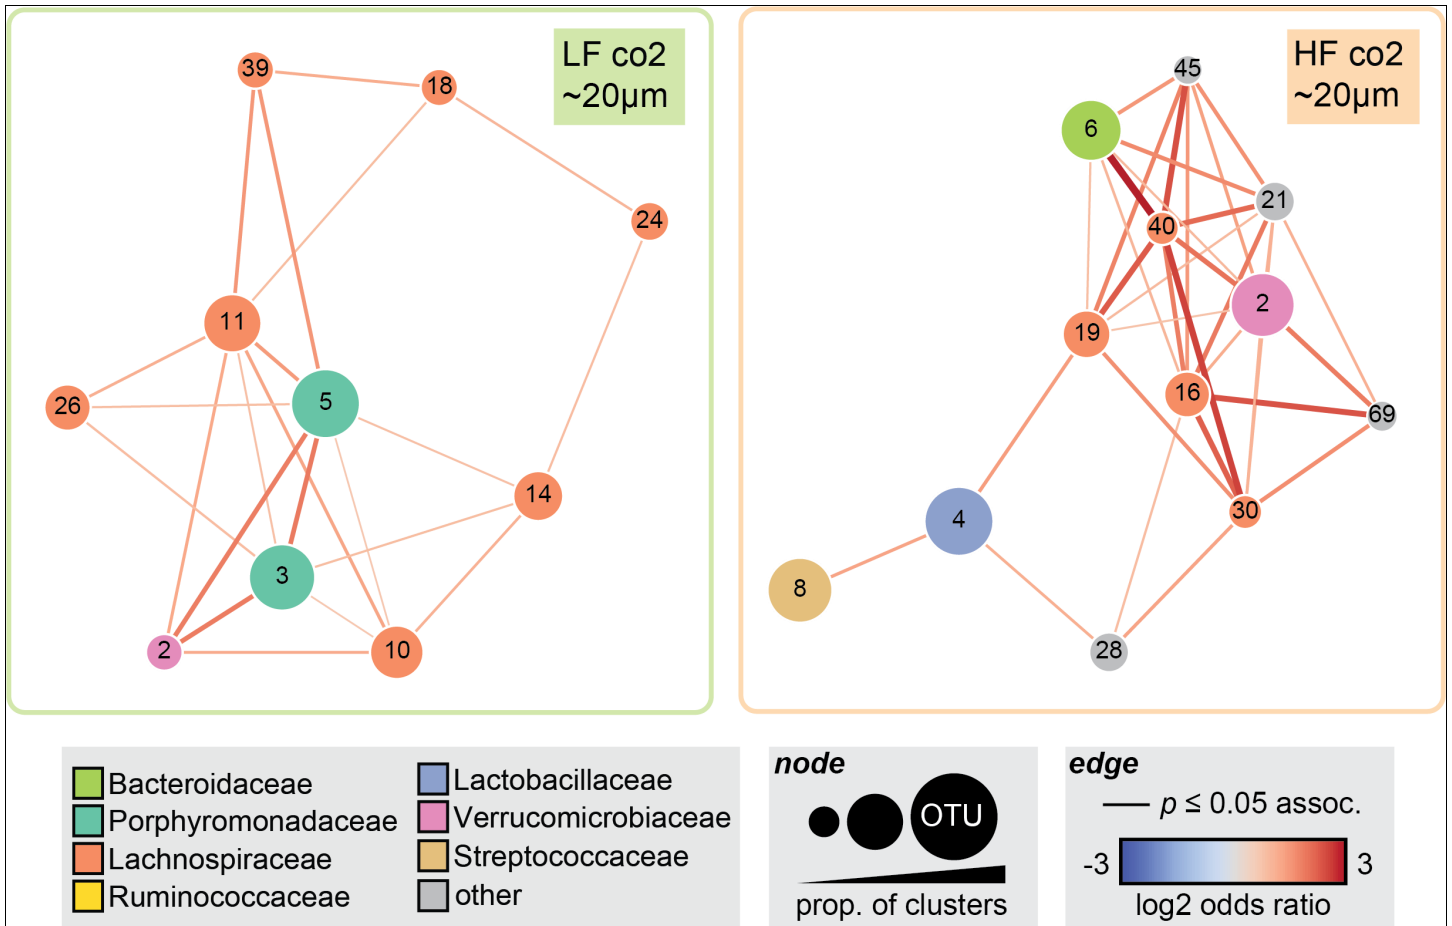 LF co2
~20µm
39
18
24
11
26
5
14
3
2
10
HF co2
~20µm
45
6
21
40
2
19
16
69
30
4
8
28
Bacteroidaceae
Porphyromonadaceae
Lachnospiraceae
Ruminococcaceae
Lactobacillaceae
Verrucomicrobiaceae
Streptococcaceae
other
node
OTU
prop. of clusters
edge
p ≤ 0.05 assoc.
-3 3
log2 odds ratio